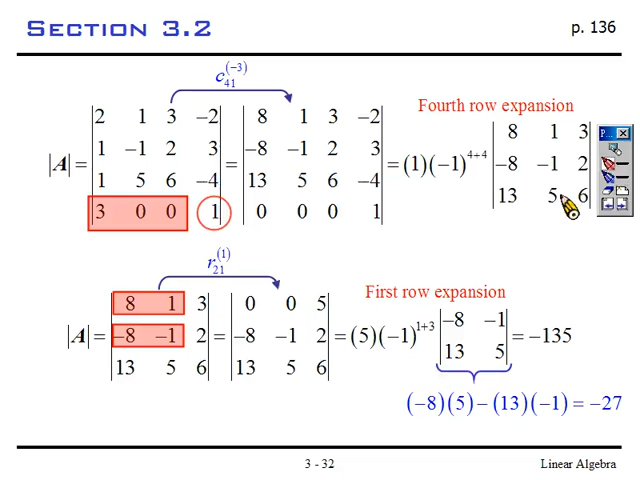 SECTION 3.2
p. 136
c₄₁⁽⁻³⁾
Fourth row expansion
|A| = |2 1 3 −2; 1 −1 2 3; 1 5 6 −4; 3 0 0 1| = |8 1 3 −2; −8 −1 2 3; 13 5 6 −4; 0 0 0 1| = (1)(−1)⁴⁺⁴ |8 1 3; −8 −1 2; 13 5 6|
P...
r₂₁⁽¹⁾
First row expansion
|A| = |8 1 3; −8 −1 2; 13 5 6| = |0 0 5; −8 −1 2; 13 5 6| = (5)(−1)¹⁺³ |−8 −1; 13 5| = −135
(−8)(5) − (13)(−1) = −27
3 - 32
Linear Algebra